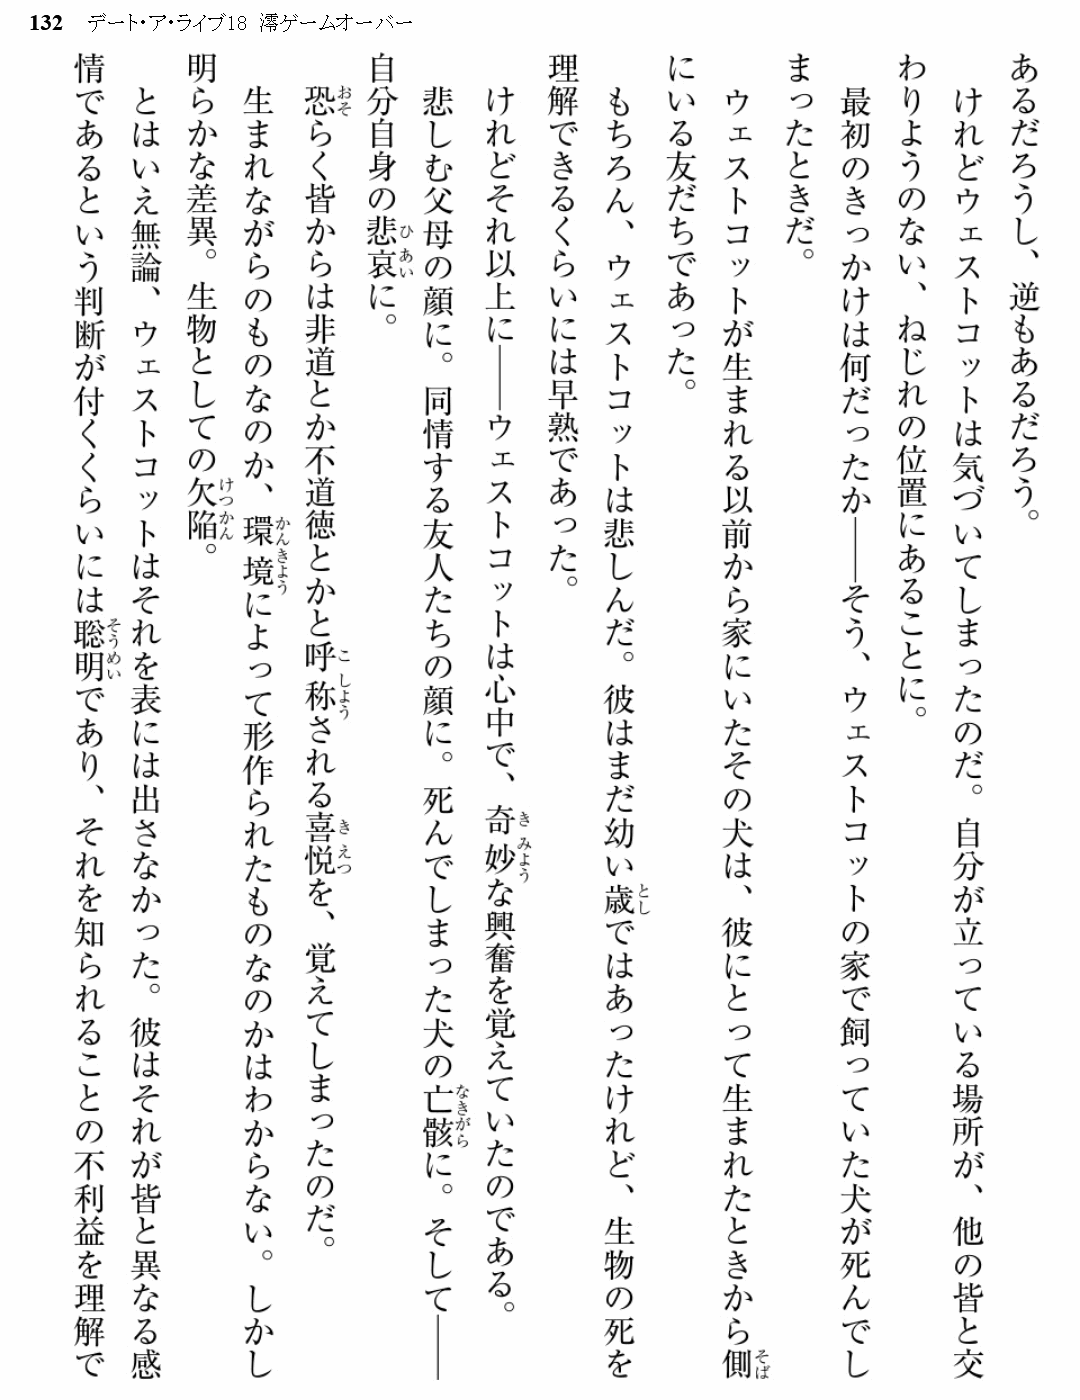 132 デート・ア・ライブ18 澪ゲームオーバー
あるだろうし、逆もあるだろう。
けれどウェストコットは気づいてしまったのだ。自分が立っている場所が、他の皆と交
わりようのない、ねじれの位置にあることに。
最初のきっかけは何だったか――そう、ウェストコットの家で飼っていた犬が死んでし
まったときだ。
ウェストコットが生まれる以前から家にいたその犬は、彼にとって生まれたときから側
にいる友だちであった。
もちろん、ウェストコットは悲しんだ。彼はまだ幼い歳ではあったけれど、生物の死を
理解できるくらいには早熟であった。
けれどそれ以上に――ウェストコットは心中で、奇妙な興奮を覚えていたのである。
悲しむ父母の顔に。同情する友人たちの顔に。死んでしまった犬の亡骸に。そして――
自分自身の悲哀に。
恐らく皆からは非道とか不道徳とかと呼称される喜悦を、覚えてしまったのだ。
生まれながらのものなのか、環境によって形作られたものなのかはわからない。しかし
明らかな差異。生物としての欠陥。
とはいえ無論、ウェストコットはそれを表には出さなかった。彼はそれが皆と異なる感
情であるという判断が付くくらいには聡明であり、それを知られることの不利益を理解で